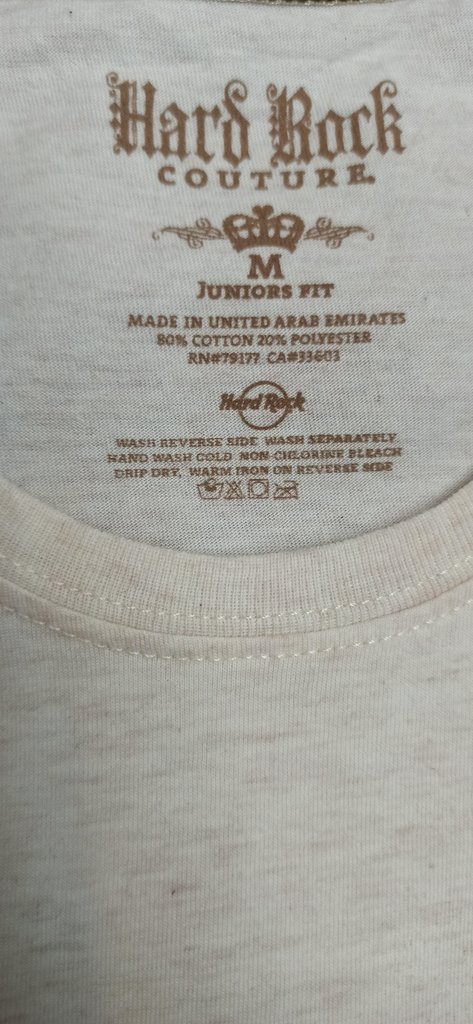 Hard Rock
COUTURE.
M
JUNIORS FIT
MADE IN UNITED ARAB EMIRATES
80% COTTON 20% POLYESTER
RN#79177 CA#33603
Hard Rock
WASH REVERSE SIDE WASH SEPARATELY
HAND WASH COLD NON-CHLORINE BLEACH
DRIP DRY, WARM IRON ON REVERSE SIDE